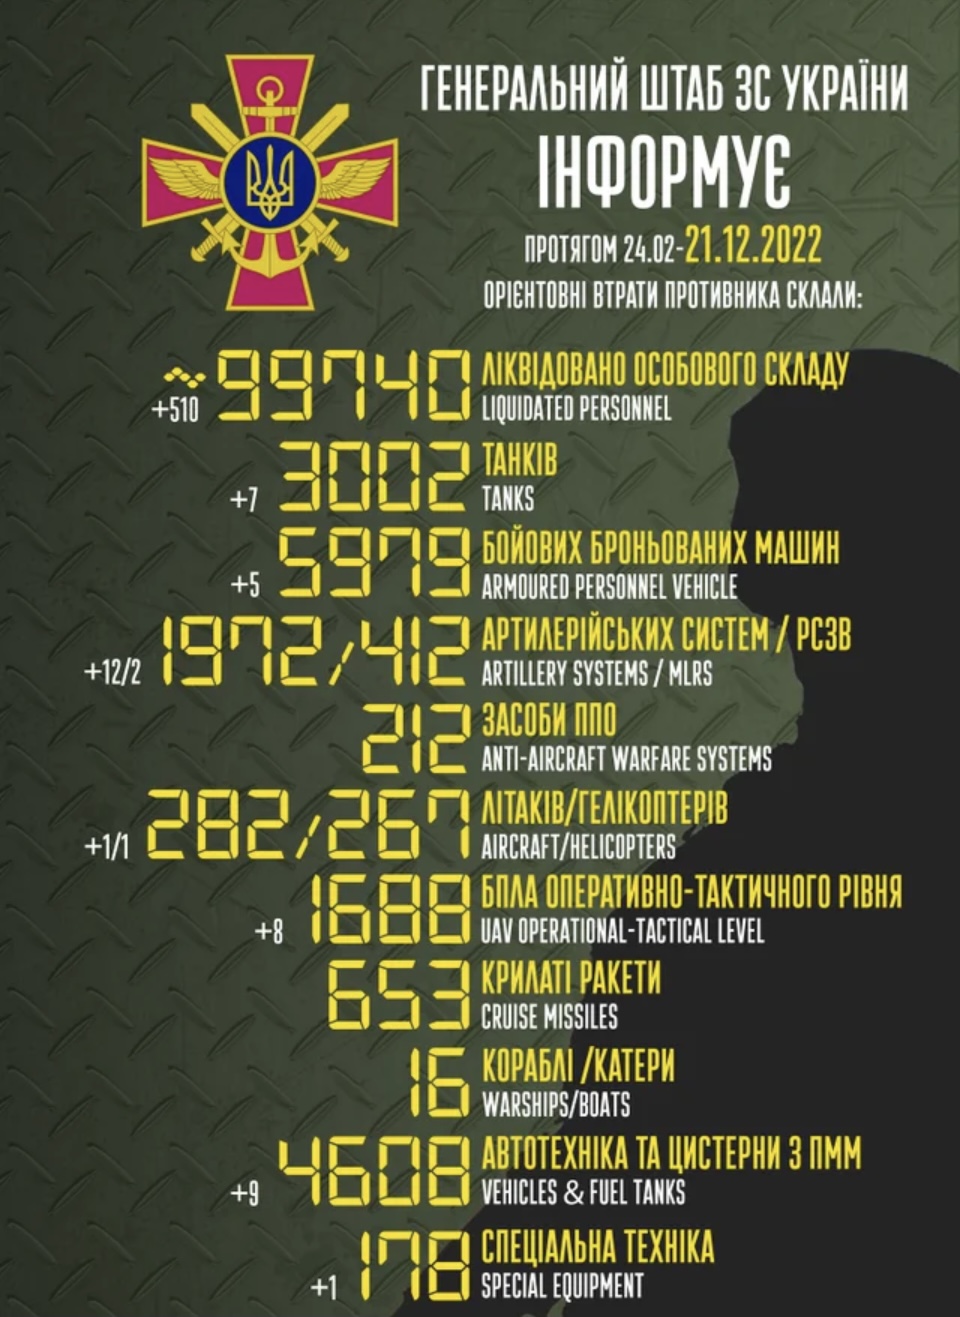 ГЕНЕРАЛЬНИЙ ШТАБ ЗС УКРАЇНИ
ІНФОРМУЄ
ПРОТЯГОМ 24.02-21.12.2022
ОРІЄНТОВНІ ВТРАТИ ПРОТИВНИКА СКЛАЛИ:
+510 ~99740 ЛІКВІДОВАНО ОСОБОВОГО СКЛАДУ
LIQUIDATED PERSONNEL
+7 3002 ТАНКІВ
TANKS
+5 5979 БОЙОВИХ БРОНЬОВАНИХ МАШИН
ARMOURED PERSONNEL VEHICLE
+12/2 1972/412 АРТИЛЕРІЙСЬКИХ СИСТЕМ / РСЗВ
ARTILLERY SYSTEMS / MLRS
212 ЗАСОБИ ППО
ANTI-AIRCRAFT WARFARE SYSTEMS
+1/1 282/267 ЛІТАКІВ/ГЕЛІКОПТЕРІВ
AIRCRAFT/HELICOPTERS
+8 1688 БПЛА ОПЕРАТИВНО-ТАКТИЧНОГО РІВНЯ
UAV OPERATIONAL-TACTICAL LEVEL
653 КРИЛАТІ РАКЕТИ
CRUISE MISSILES
16 КОРАБЛІ /КАТЕРИ
WARSHIPS/BOATS
+9 4608 АВТОТЕХНІКА ТА ЦИСТЕРНИ З ПММ
VEHICLES & FUEL TANKS
+1 178 СПЕЦІАЛЬНА ТЕХНІКА
SPECIAL EQUIPMENT